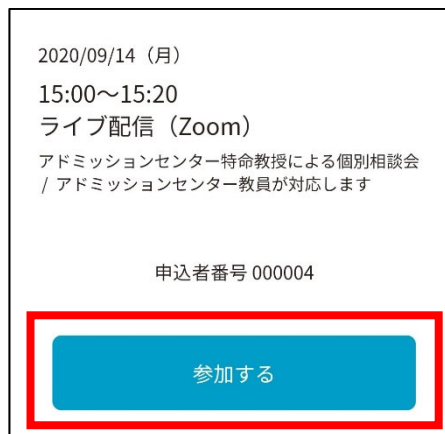 2020/09/14（月）
15:00〜15:20
ライブ配信（Zoom）
アドミッションセンター特命教授による個別相談会
/ アドミッションセンター教員が対応します
申込者番号 000004
参加する